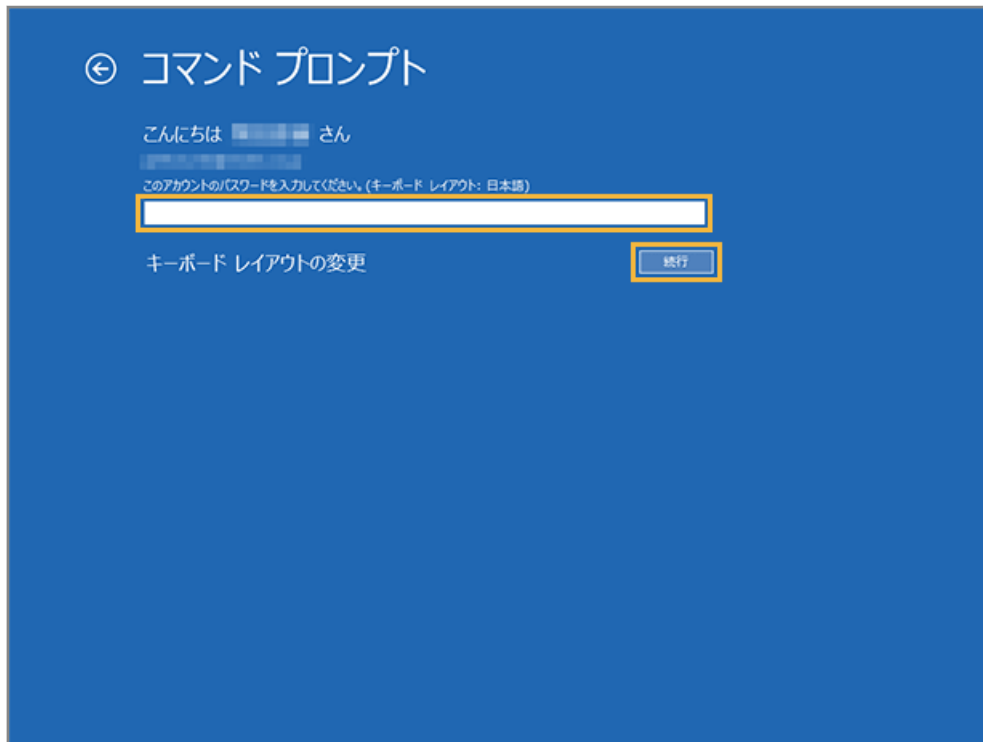 コマンド プロンプト
こんにちは さん
このアカウントのパスワードを入力してください。(キーボード レイアウト: 日本語)
キーボード レイアウトの変更
続行